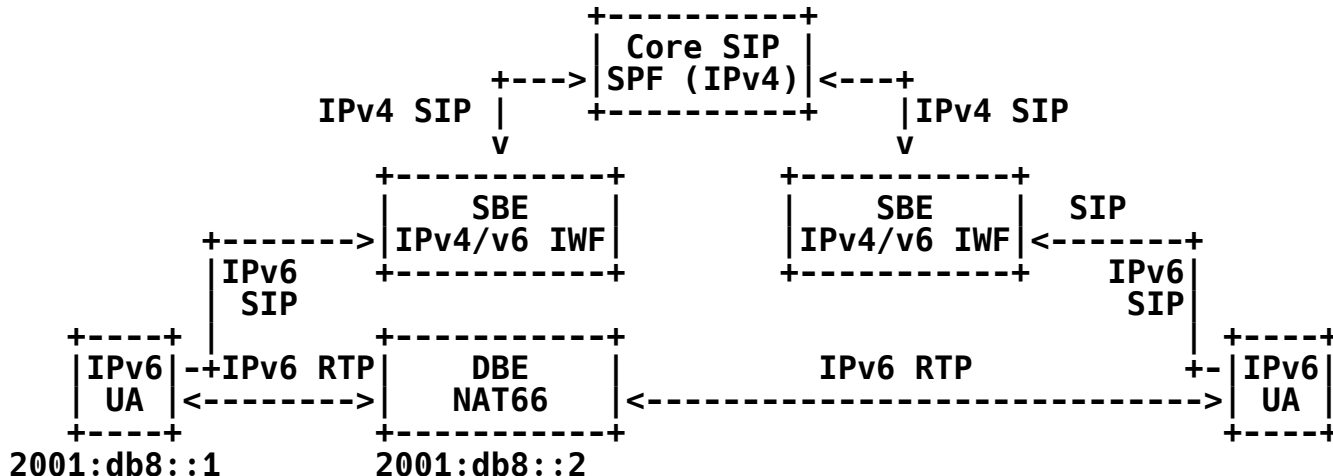 Core SIP
SPF (IPv4)
IPv4 SIP IPv4 SIP
SBE SBE SIP
IPv4/v6 IWF IPv4/v6 IWF
IPv6 IPv6
SIP SIP
IPv6 IPv6 RTP DBE IPv6 RTP IPv6
UA NAT66 UA
2001:db8::1 2001:db8::2